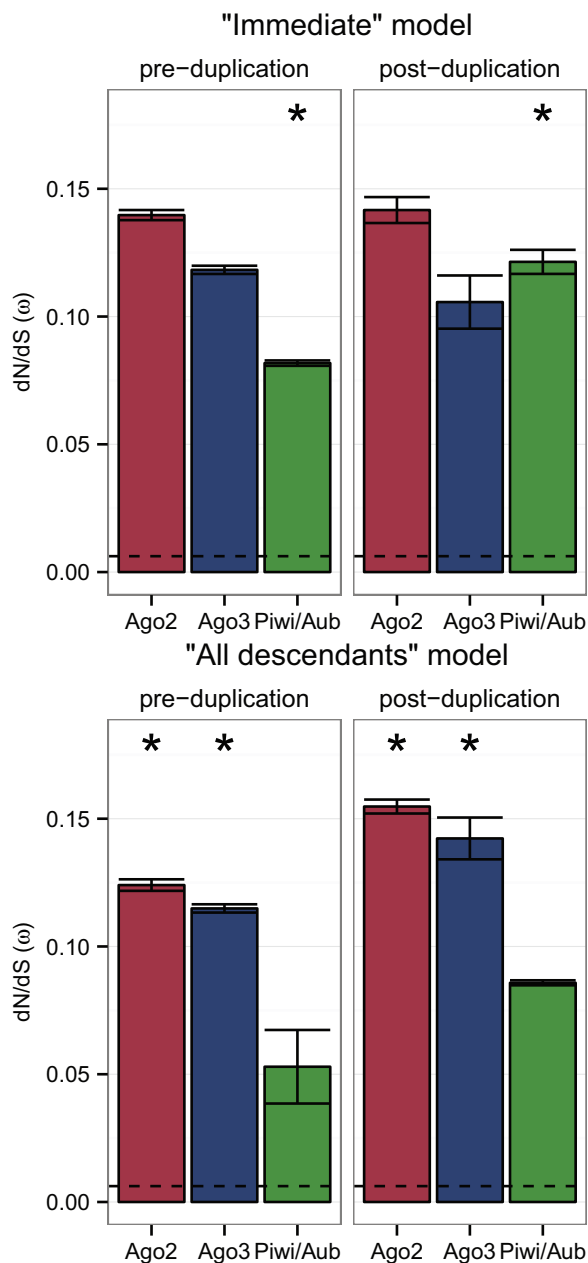 "Immediate" model
pre−duplication post−duplication
* *
dN/dS (ω)
0.15
0.10
0.05
0.00
Ago2 Ago3 Piwi/Aub Ago2 Ago3 Piwi/Aub
"All descendants" model
pre−duplication post−duplication
* * * *
dN/dS (ω)
0.15
0.10
0.05
0.00
Ago2 Ago3 Piwi/Aub Ago2 Ago3 Piwi/Aub